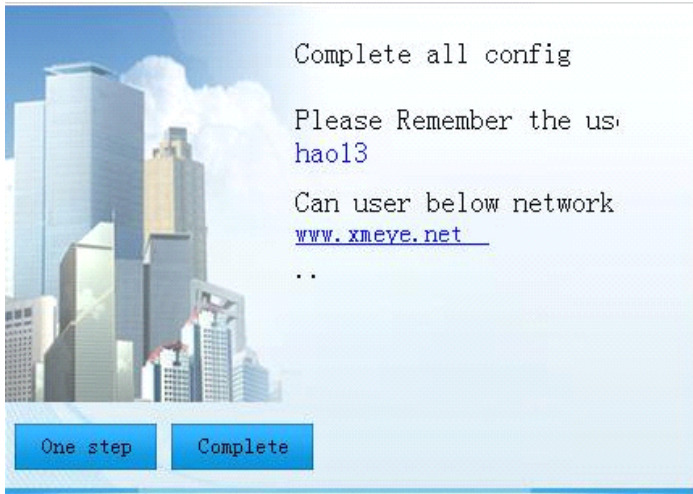 Complete all config
Please Remember the us
hao13
Can user below network
www.xmeye.net
..
One step
Complete